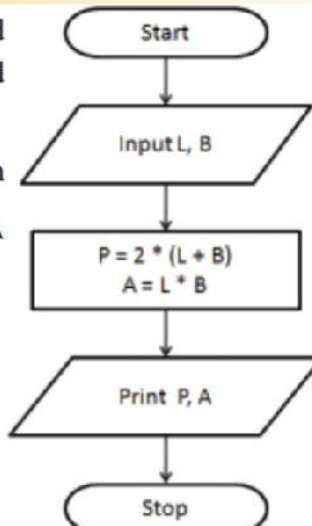 d
Start
d
Input L, B
n
P = 2 * (L + B)
A = L * B
Print P, A
Stop